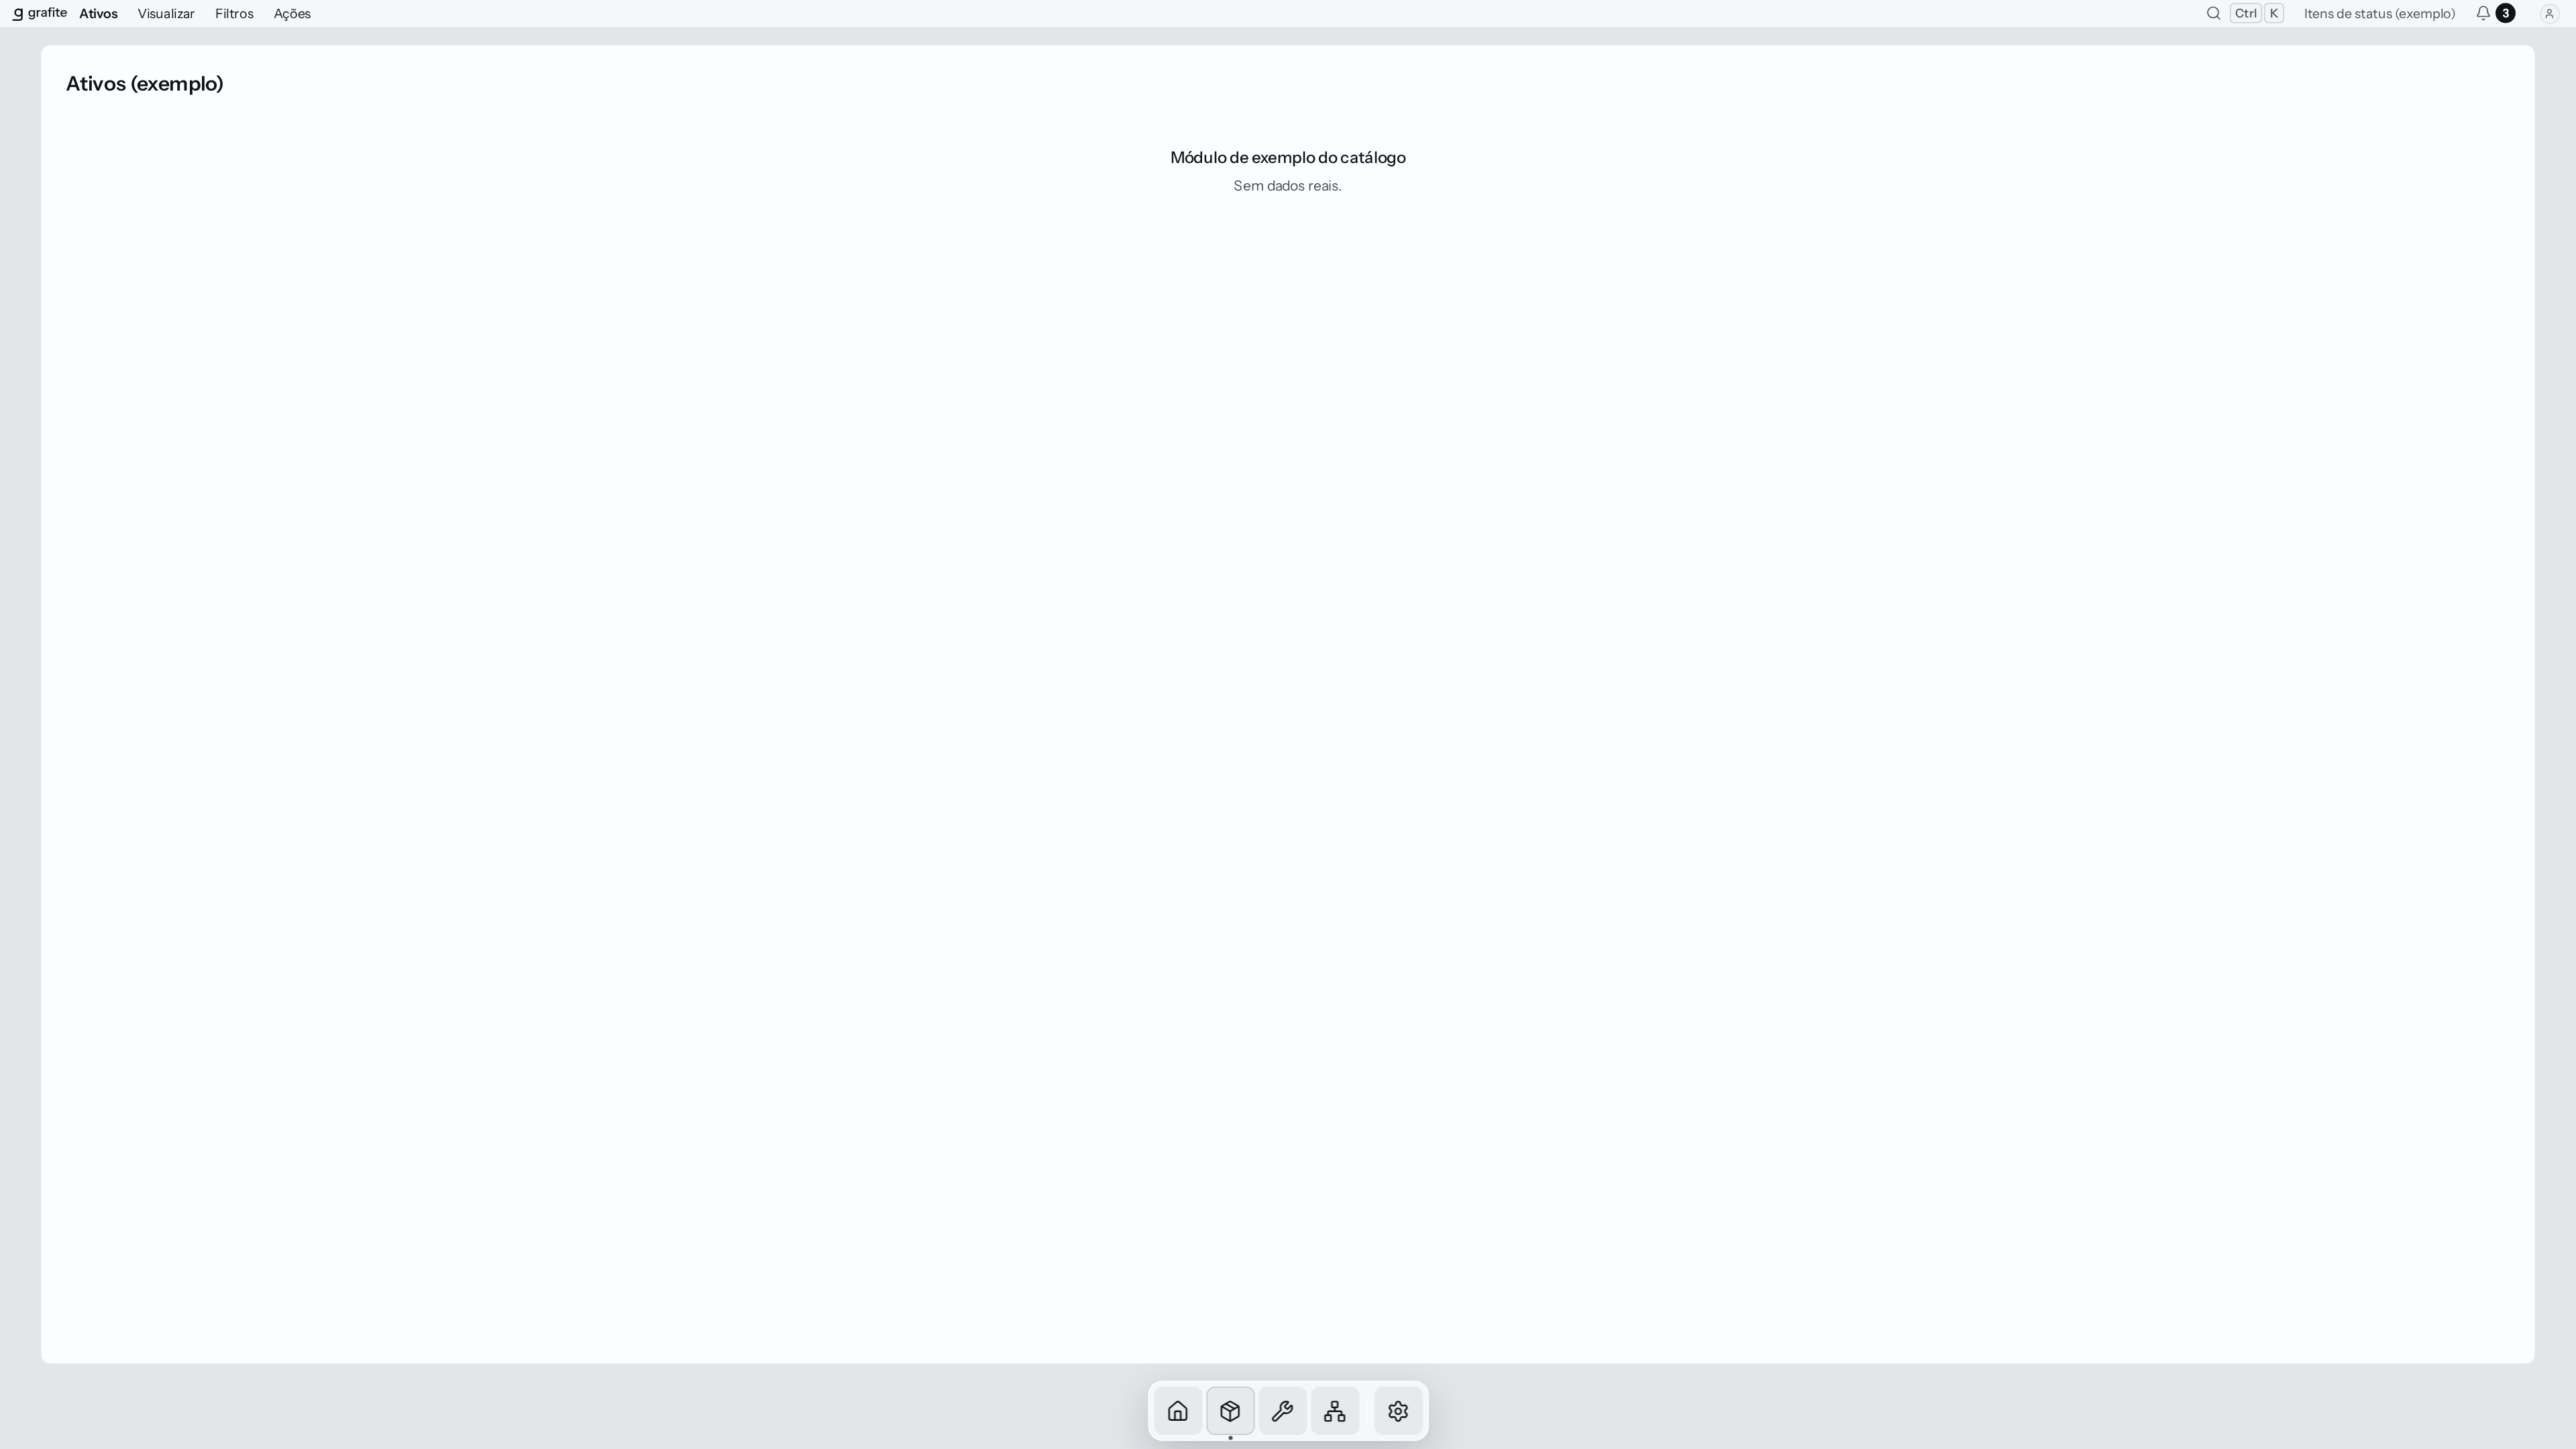 grafite Ativos Visualizar Filtros Ações Ctrl K Itens de status (exemplo) 3
Ativos (exemplo)
Módulo de exemplo do catálogo
Sem dados reais.